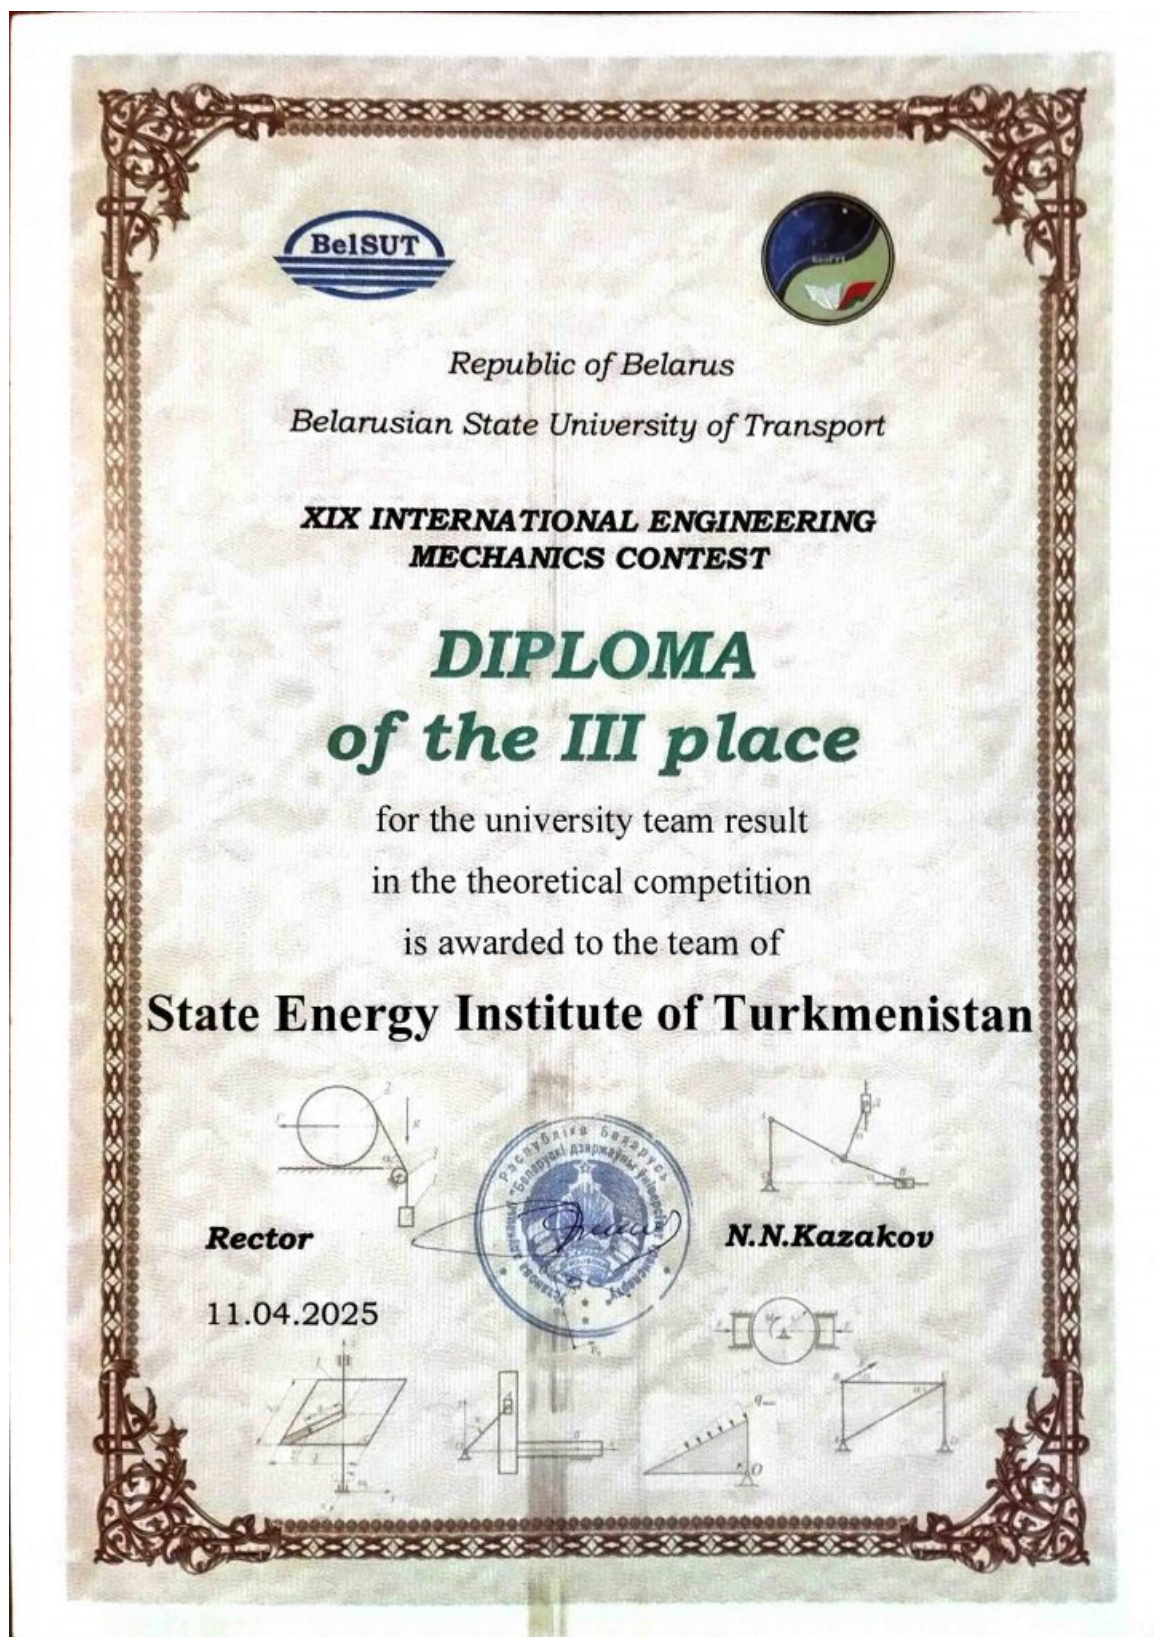 BelSUT
Republic of Belarus
Belarusian State University of Transport
XIX INTERNATIONAL ENGINEERING
MECHANICS CONTEST
DIPLOMA
of the III place
for the university team result
in the theoretical competition
is awarded to the team of
State Energy Institute of Turkmenistan
Рэспубліка Беларусь
Rector
N.N.Kazakov
11.04.2025